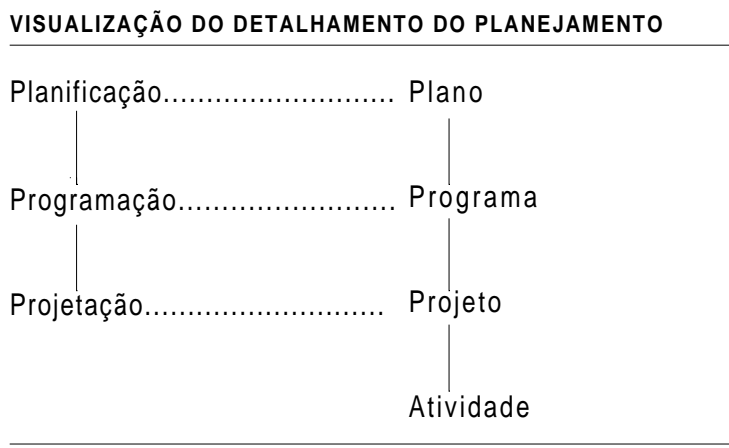 VISUALIZAÇÃO DO DETALHAMENTO DO PLANEJAMENTO
Planificação........................... Plano
Programação......................... Programa
Projetação............................ Projeto
Atividade